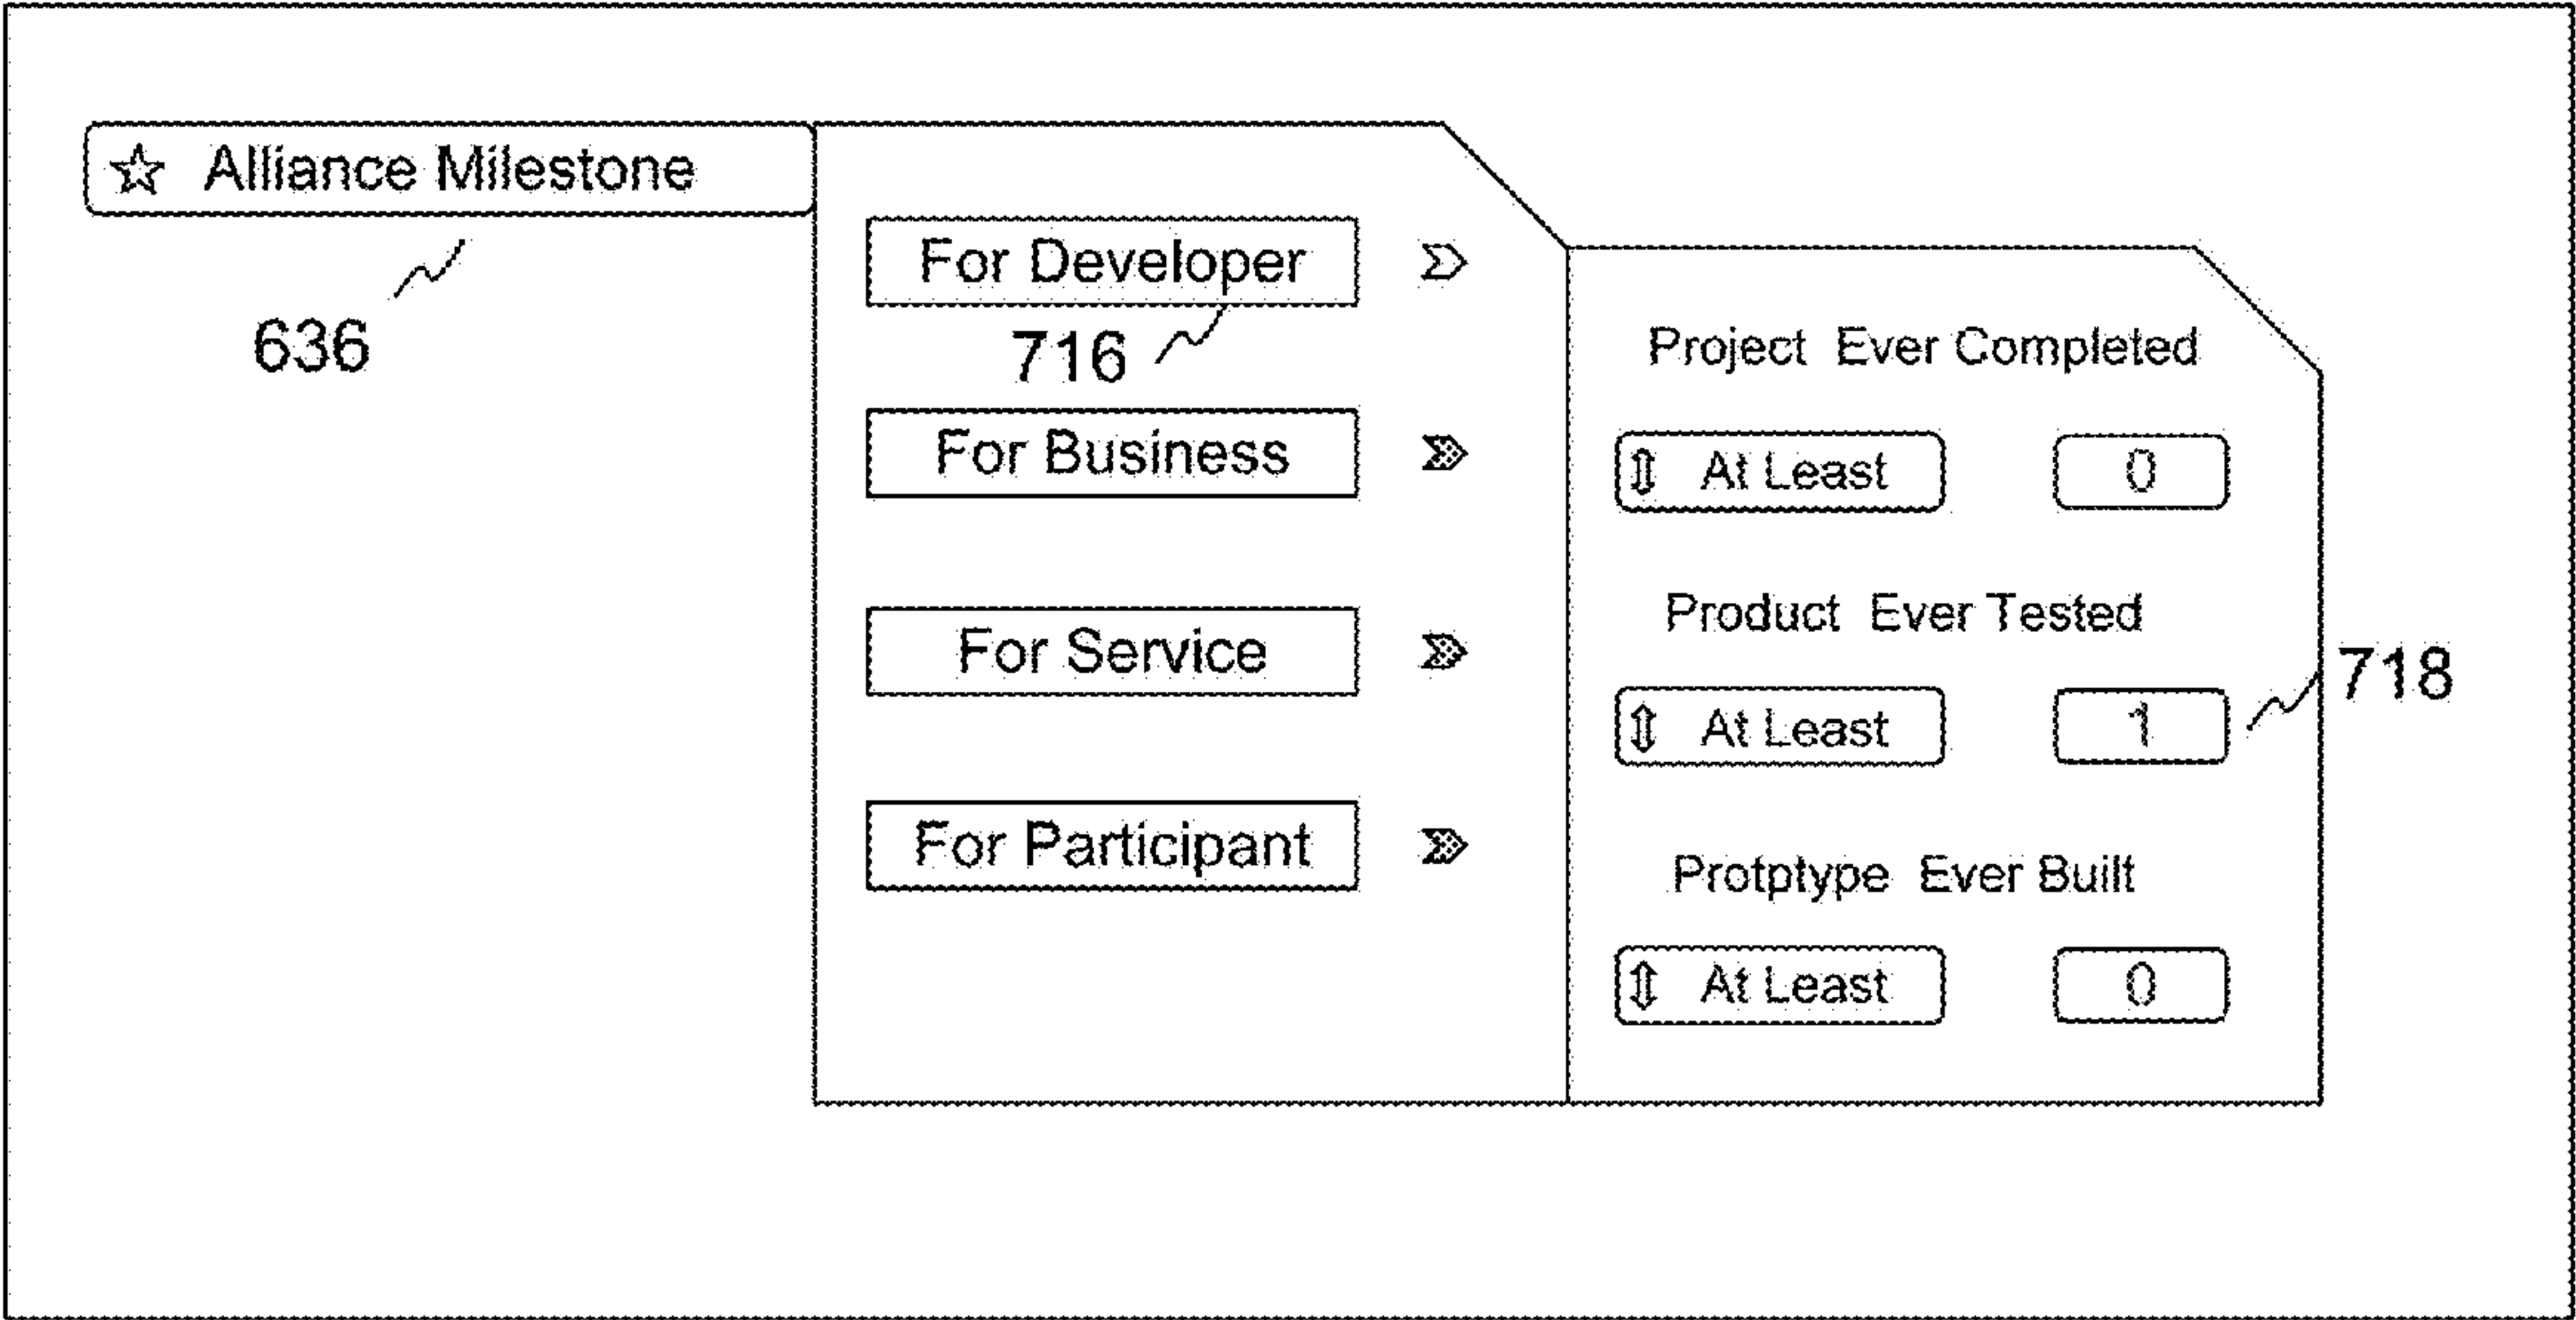 ☆ Alliance Milestone
636
For Developer
716
For Business
For Service
For Participant
Project Ever Completed
At Least 0
Product Ever Tested
718
At Least 1
Protptype Ever Built
At Least 0